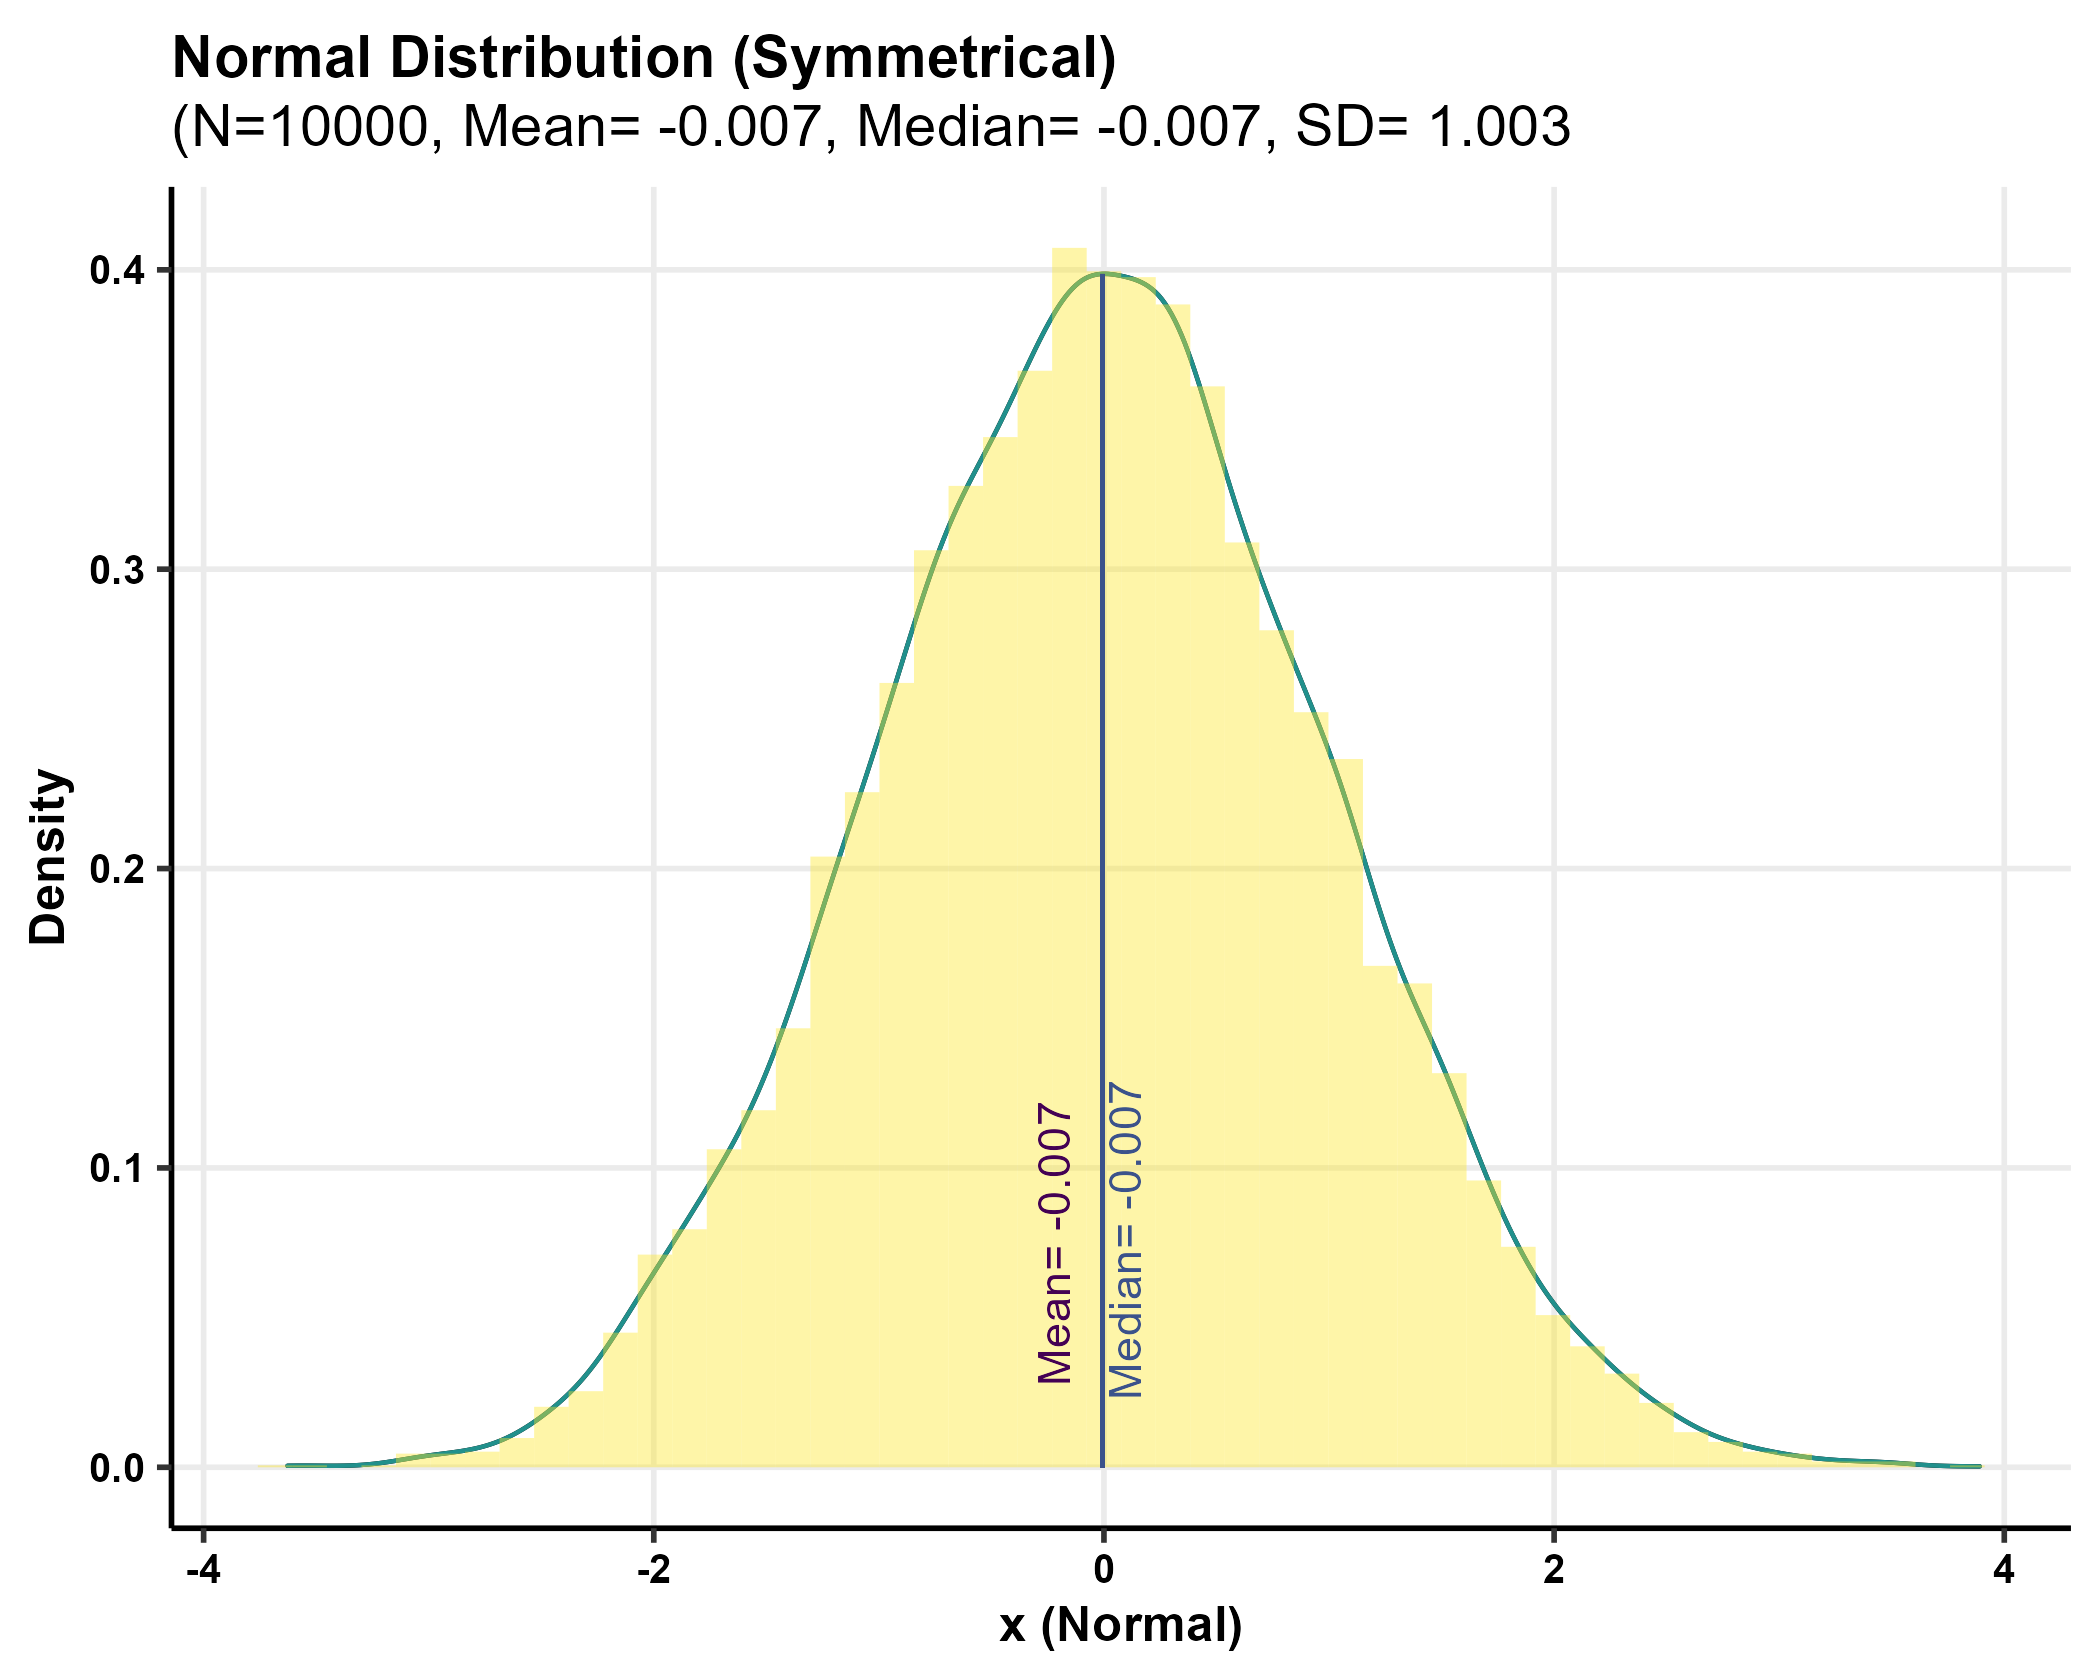 Normal Distribution (Symmetrical)
(N=10000, Mean= -0.007, Median= -0.007, SD= 1.003
0.4
0.3
0.2
0.1
0.0
Density
Mean= -0.007
Median= -0.007
-4
-2
0
2
4
x (Normal)